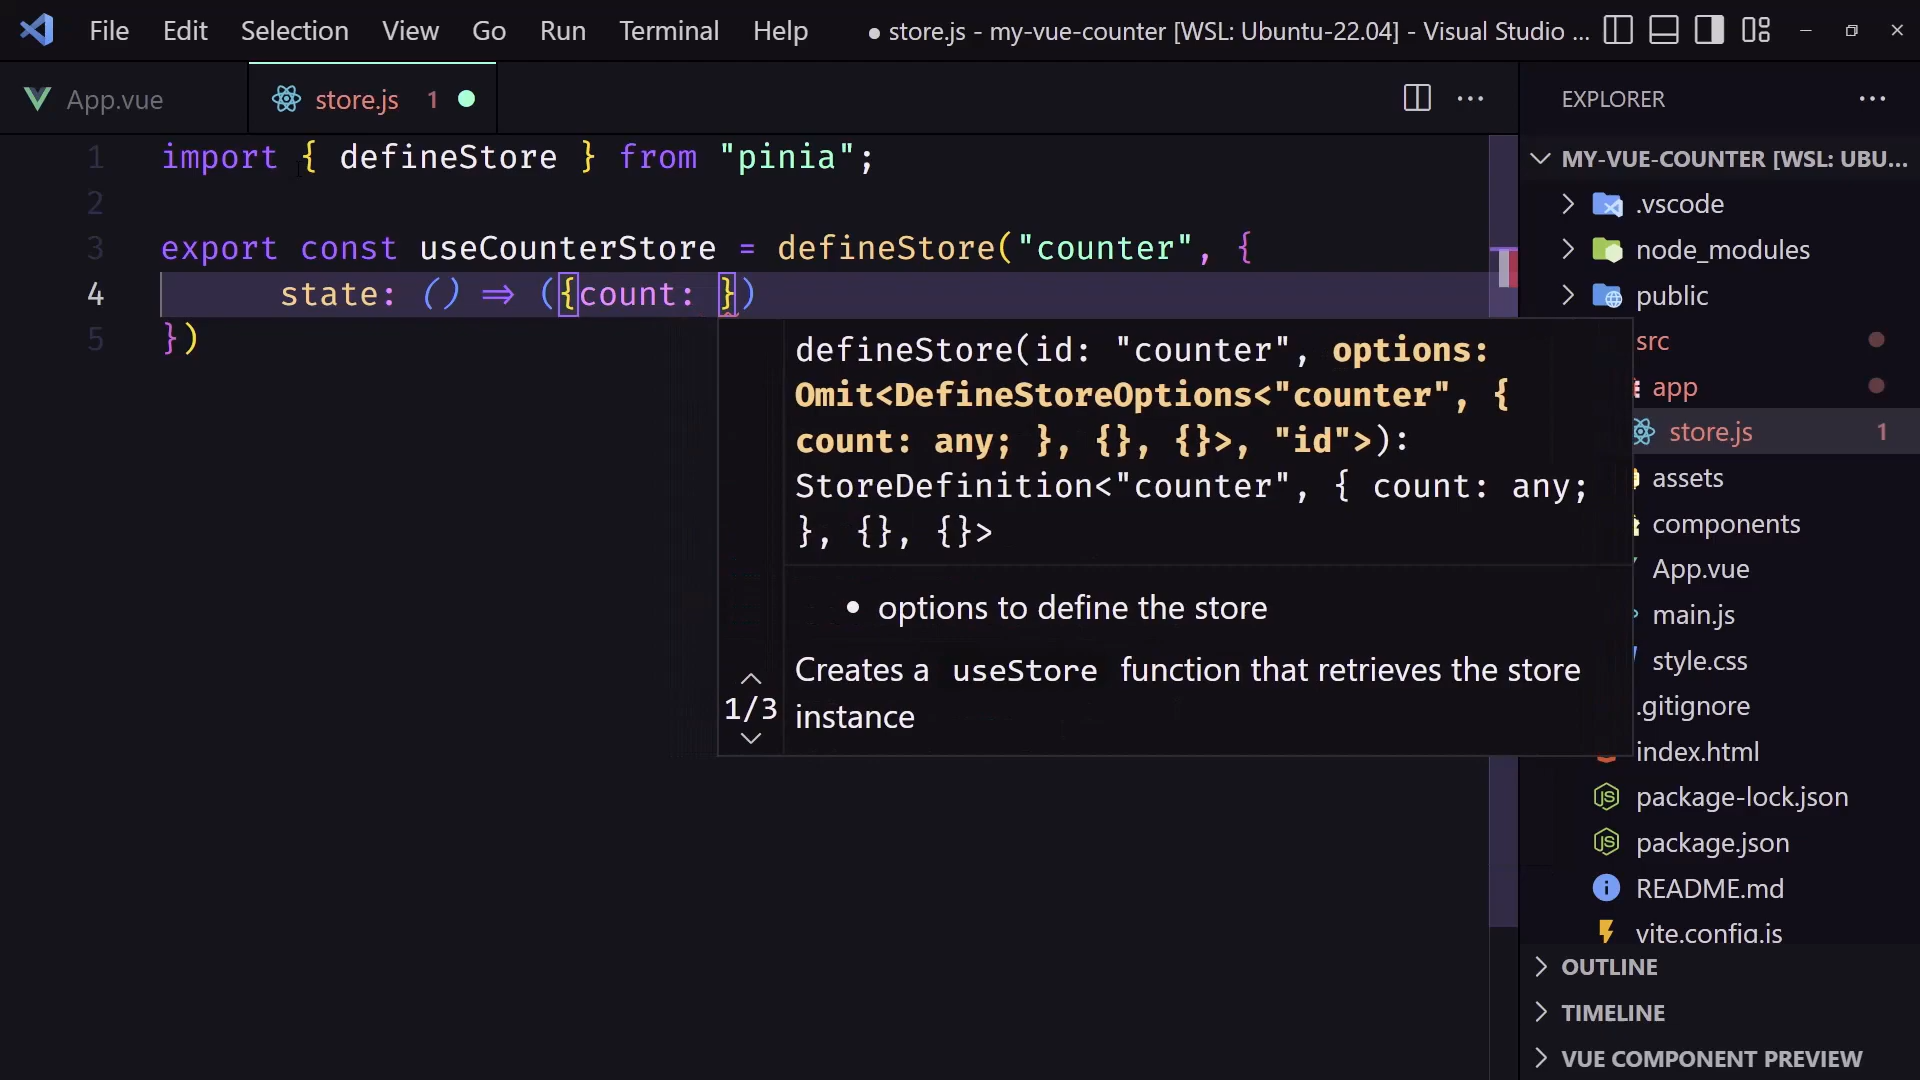 File Edit Selection View Go Run Terminal Help ● store.js - my-vue-counter [WSL: Ubuntu-22.04] - Visual Studio ...
App.vue store.js 1
EXPLORER
1 import { defineStore } from "pinia";
2
3 export const useCounterStore = defineStore("counter", {
4 state: () => ({count: })
5 })
defineStore(id: "counter", options:
Omit<DefineStoreOptions<"counter", {
count: any; }, {}, {}>, "id">):
StoreDefinition<"counter", { count: any;
}, {}, {}>
• options to define the store
Creates a useStore function that retrieves the store
instance
1/3
MY-VUE-COUNTER [WSL: UBU...
.vscode
node_modules
public
src
app
store.js 1
assets
components
App.vue
main.js
style.css
.gitignore
index.html
package-lock.json
package.json
README.md
vite.config.js
OUTLINE
TIMELINE
VUE COMPONENT PREVIEW